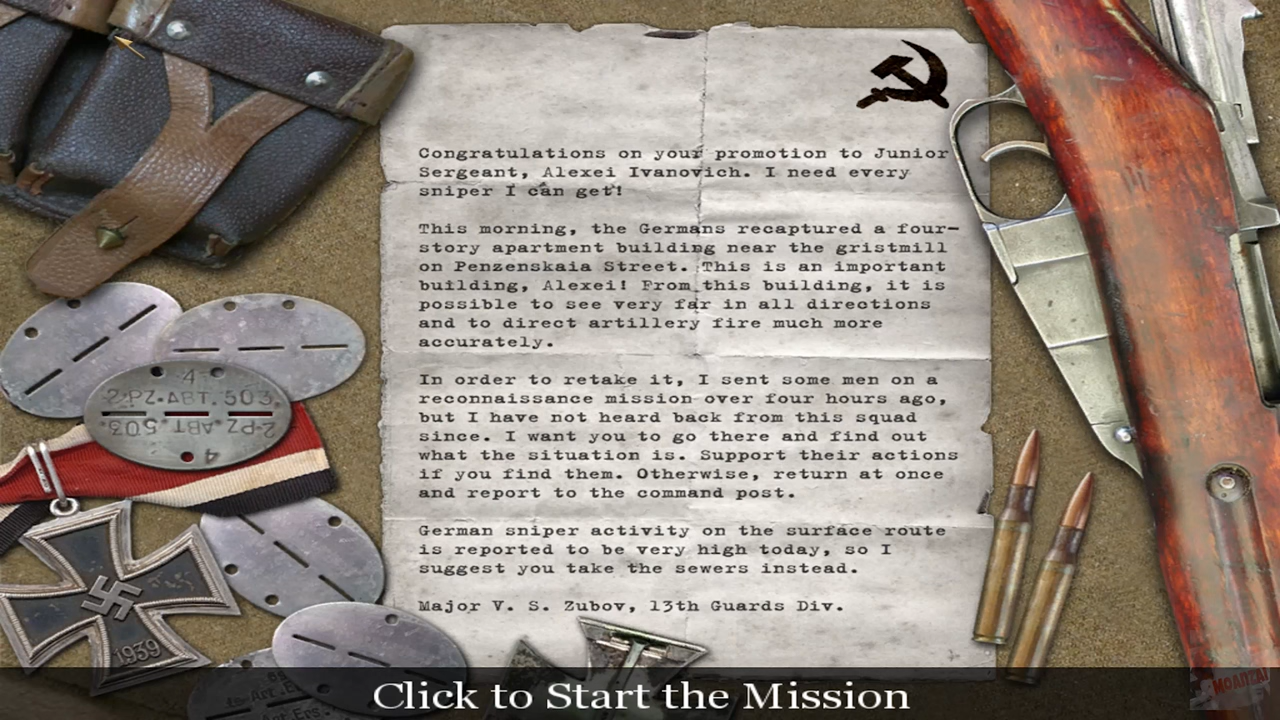 Congratulations on your promotion to Junior
Sergeant, Alexei Ivanovich. I need every
sniper I can get!
This morning, the Germans recaptured a four-
story apartment building near the gristmill
on Penzenskaia Street. This is an important
building, Alexei! From this building, it is
possible to see very far in all directions
and to direct artillery fire much more
accurately.
In order to retake it, I sent some men on a
reconnaissance mission over four hours ago,
but I have not heard back from this squad
since. I want you to go there and find out
what the situation is. Support their actions
if you find them. Otherwise, return at once
and report to the command post.
German sniper activity on the surface route
is reported to be very high today, so I
suggest you take the sewers instead.
Major V. S. Zubov, 13th Guards Div.
4
2·PZ·ABT.503.
2·PZ·ABT.503.
4
1939
Click to Start the Mission